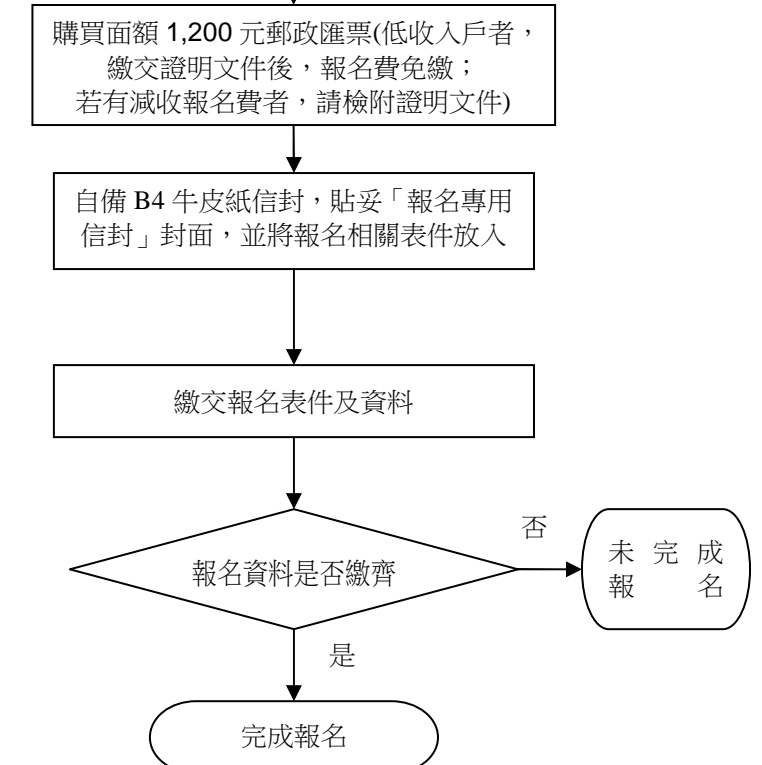 購買面額 1,200 元郵政匯票(低收入戶者，
繳交證明文件後，報名費免繳；
若有減收報名費者，請檢附證明文件)
自備 B4 牛皮紙信封，貼妥「報名專用
信封」封面，並將報名相關表件放入
繳交報名表件及資料
報名資料是否繳齊
否
未 完 成
報 名
是
完成報名